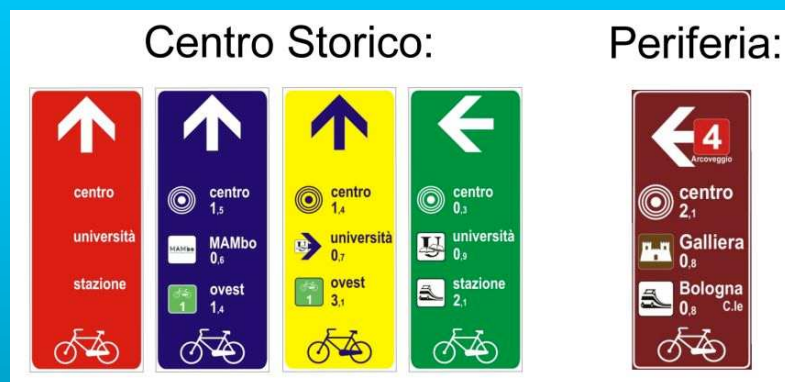 Centro Storico:
Periferia:
centro
università
stazione
centro
1,5
MAMbo
MAMbo
0,6
ovest
1
1,4
centro
1,4
università
0,7
ovest
1
3,1
centro
0,3
università
0,9
stazione
2,1
4
Arcoveggio
centro
2,1
Galliera
0,8
Bologna
0,8 C.le